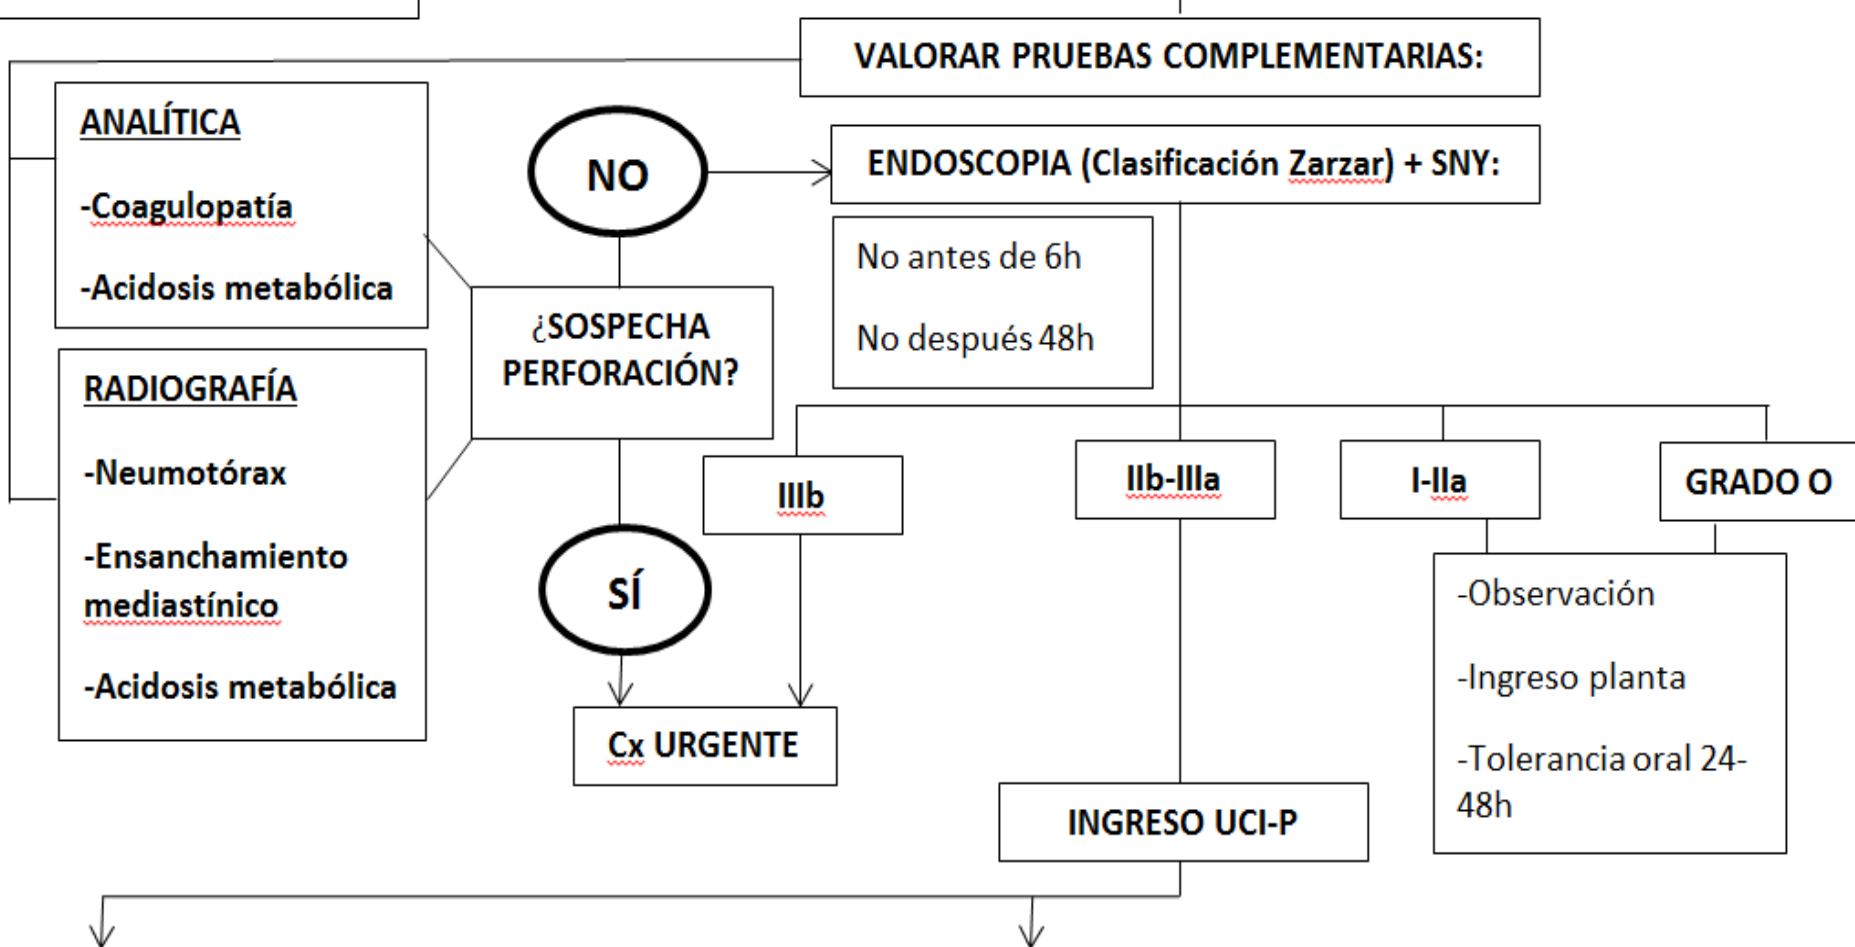 VALORAR PRUEBAS COMPLEMENTARIAS:
ANALÍTICA
-Coagulopatía
-Acidosis metabólica
RADIOGRAFÍA
-Neumotórax
-Ensanchamiento
mediastínico
-Acidosis metabólica
¿SOSPECHA
PERFORACIÓN?
NO
SÍ
ENDOSCOPIA (Clasificación Zarzar) + SNY:
No antes de 6h
No después 48h
IIIb
IIb-IIIa
I-IIa
GRADO O
Cx URGENTE
INGRESO UCI-P
-Observación
-Ingreso planta
-Tolerancia oral 24-
48h